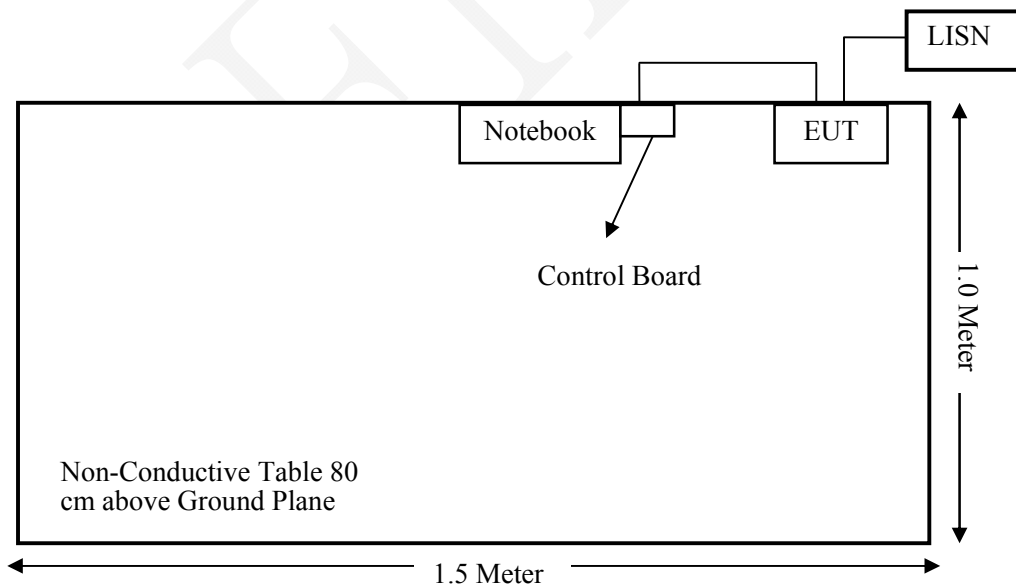 LISN
Notebook
EUT
Control Board
1.0 Meter
Non-Conductive Table 80
cm above Ground Plane
1.5 Meter